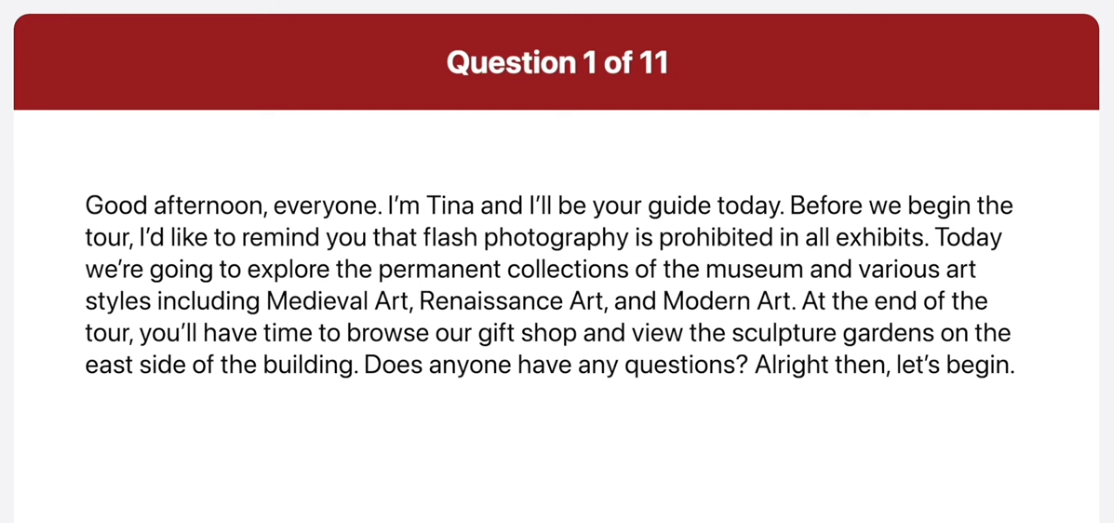 Question 1 of 11
Good afternoon, everyone. I’m Tina and I’ll be your guide today. Before we begin the
tour, I’d like to remind you that flash photography is prohibited in all exhibits. Today
we’re going to explore the permanent collections of the museum and various art
styles including Medieval Art, Renaissance Art, and Modern Art. At the end of the
tour, you’ll have time to browse our gift shop and view the sculpture gardens on the
east side of the building. Does anyone have any questions? Alright then, let’s begin.